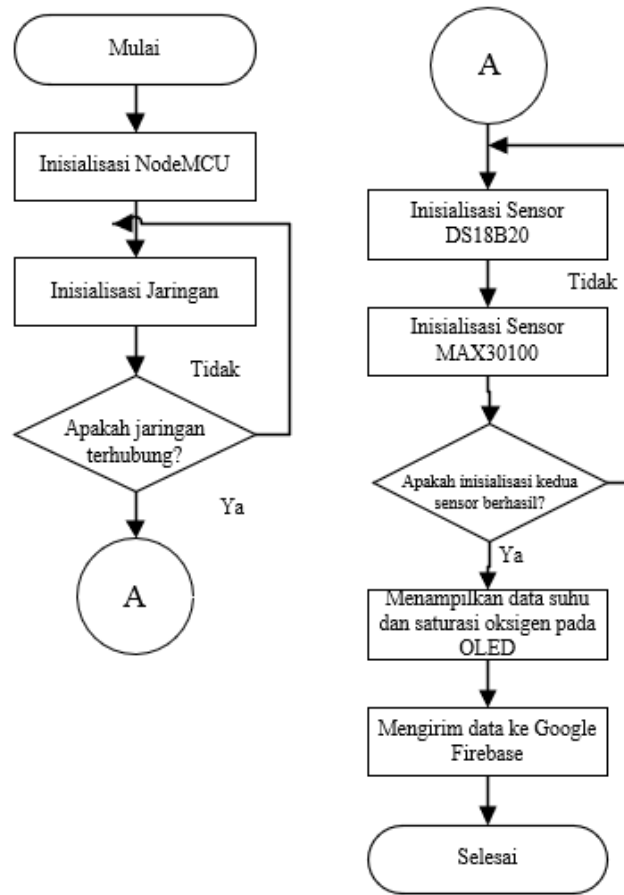 Mulai
Inisialisasi NodeMCU
Inisialisasi Jaringan
Tidak
Apakah jaringan
terhubung?
Ya
A
A
Inisialisasi Sensor
DS18B20
Tidak
Inisialisasi Sensor
MAX30100
Apakah inisialisasi kedua
sensor berhasil?
Ya
Menampilkan data suhu
dan saturasi oksigen pada
OLED
Mengirim data ke Google
Firebase
Selesai